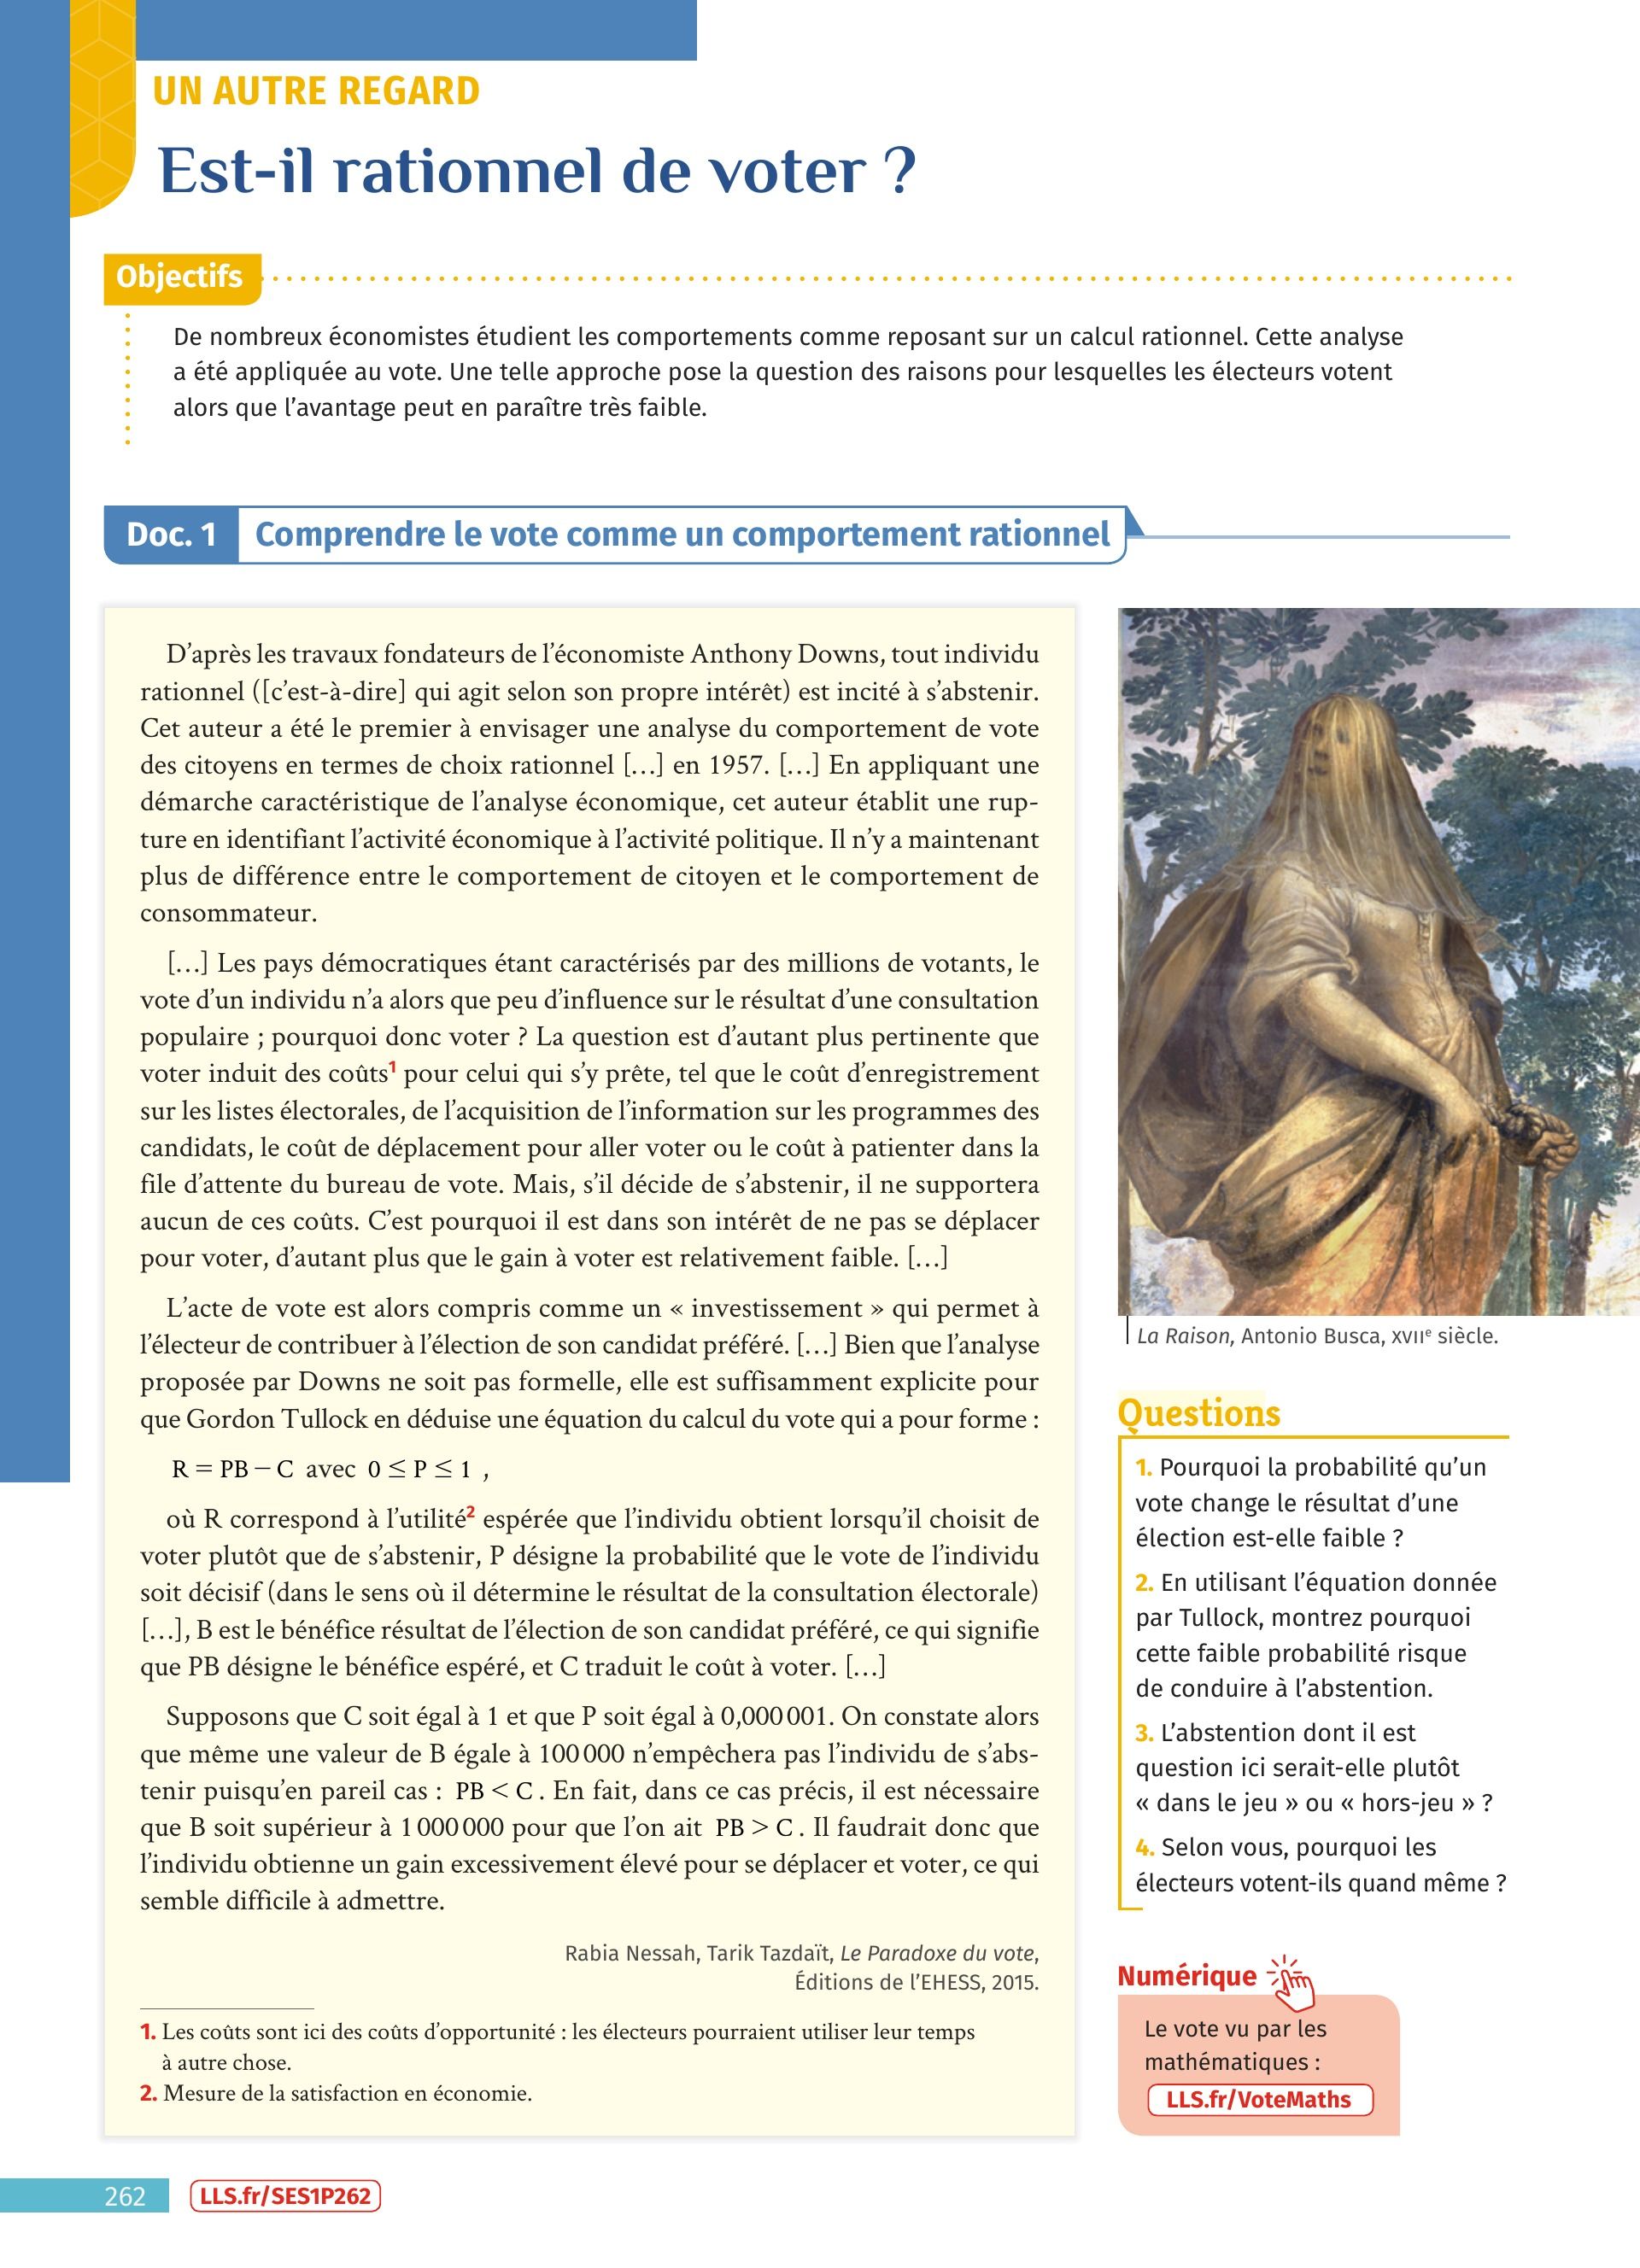 UN AUTRE REGARD
Est-il rationnel de voter ?
Objectifs
De nombreux économistes étudient les comportements comme reposant sur un calcul rationnel. Cette analyse
a été appliquée au vote. Une telle approche pose la question des raisons pour lesquelles les électeurs votent
alors que l’avantage peut en paraître très faible.
Doc. 1 Comprendre le vote comme un comportement rationnel
D’après les travaux fondateurs de l’économiste Anthony Downs, tout individu
rationnel ([c’est-à-dire] qui agit selon son propre intérêt) est incité à s’abstenir.
Cet auteur a été le premier à envisager une analyse du comportement de vote
des citoyens en termes de choix rationnel […] en 1957. […] En appliquant une
démarche caractéristique de l’analyse économique, cet auteur établit une rup-
ture en identifiant l’activité économique à l’activité politique. Il n’y a maintenant
plus de différence entre le comportement de citoyen et le comportement de
consommateur.
[…] Les pays démocratiques étant caractérisés par des millions de votants, le
vote d’un individu n’a alors que peu d’influence sur le résultat d’une consultation
populaire ; pourquoi donc voter ? La question est d’autant plus pertinente que
voter induit des coûts1 pour celui qui s’y prête, tel que le coût d’enregistrement
sur les listes électorales, de l’acquisition de l’information sur les programmes des
candidats, le coût de déplacement pour aller voter ou le coût à patienter dans la
file d’attente du bureau de vote. Mais, s’il décide de s’abstenir, il ne supportera
aucun de ces coûts. C’est pourquoi il est dans son intérêt de ne pas se déplacer
pour voter, d’autant plus que le gain à voter est relativement faible. […]
L’acte de vote est alors compris comme un « investissement » qui permet à
l’électeur de contribuer à l’élection de son candidat préféré. […] Bien que l’analyse
proposée par Downs ne soit pas formelle, elle est suffisamment explicite pour
que Gordon Tullock en déduise une équation du calcul du vote qui a pour forme :
R = PB − C avec 0 ≤ P ≤ 1 ,
où R correspond à l’utilité2 espérée que l’individu obtient lorsqu’il choisit de
voter plutôt que de s’abstenir, P désigne la probabilité que le vote de l’individu
soit décisif (dans le sens où il détermine le résultat de la consultation électorale)
[…], B est le bénéfice résultat de l’élection de son candidat préféré, ce qui signifie
que PB désigne le bénéfice espéré, et C traduit le coût à voter. […]
Supposons que C soit égal à 1 et que P soit égal à 0,000 001. On constate alors
que même une valeur de B égale à 100 000 n’empêchera pas l’individu de s’abs-
tenir puisqu’en pareil cas : PB < C . En fait, dans ce cas précis, il est nécessaire
que B soit supérieur à 1 000 000 pour que l’on ait PB > C . Il faudrait donc que
l’individu obtienne un gain excessivement élevé pour se déplacer et voter, ce qui
semble difficile à admettre.
Rabia Nessah, Tarik Tazdaït, Le Paradoxe du vote,
Éditions de l’EHESS, 2015.
1. Les coûts sont ici des coûts d’opportunité : les électeurs pourraient utiliser leur temps
à autre chose.
2. Mesure de la satisfaction en économie.
La Raison, Antonio Busca, XVIIe siècle.
Questions
1. Pourquoi la probabilité qu’un
vote change le résultat d’une
élection est-elle faible ?
2. En utilisant l’équation donnée
par Tullock, montrez pourquoi
cette faible probabilité risque
de conduire à l’abstention.
3. L’abstention dont il est
question ici serait-elle plutôt
« dans le jeu » ou « hors-jeu » ?
4. Selon vous, pourquoi les
électeurs votent-ils quand même ?
Numérique
Le vote vu par les
mathématiques :
LLS.fr/VoteMaths
262
LLS.fr/SES1P262